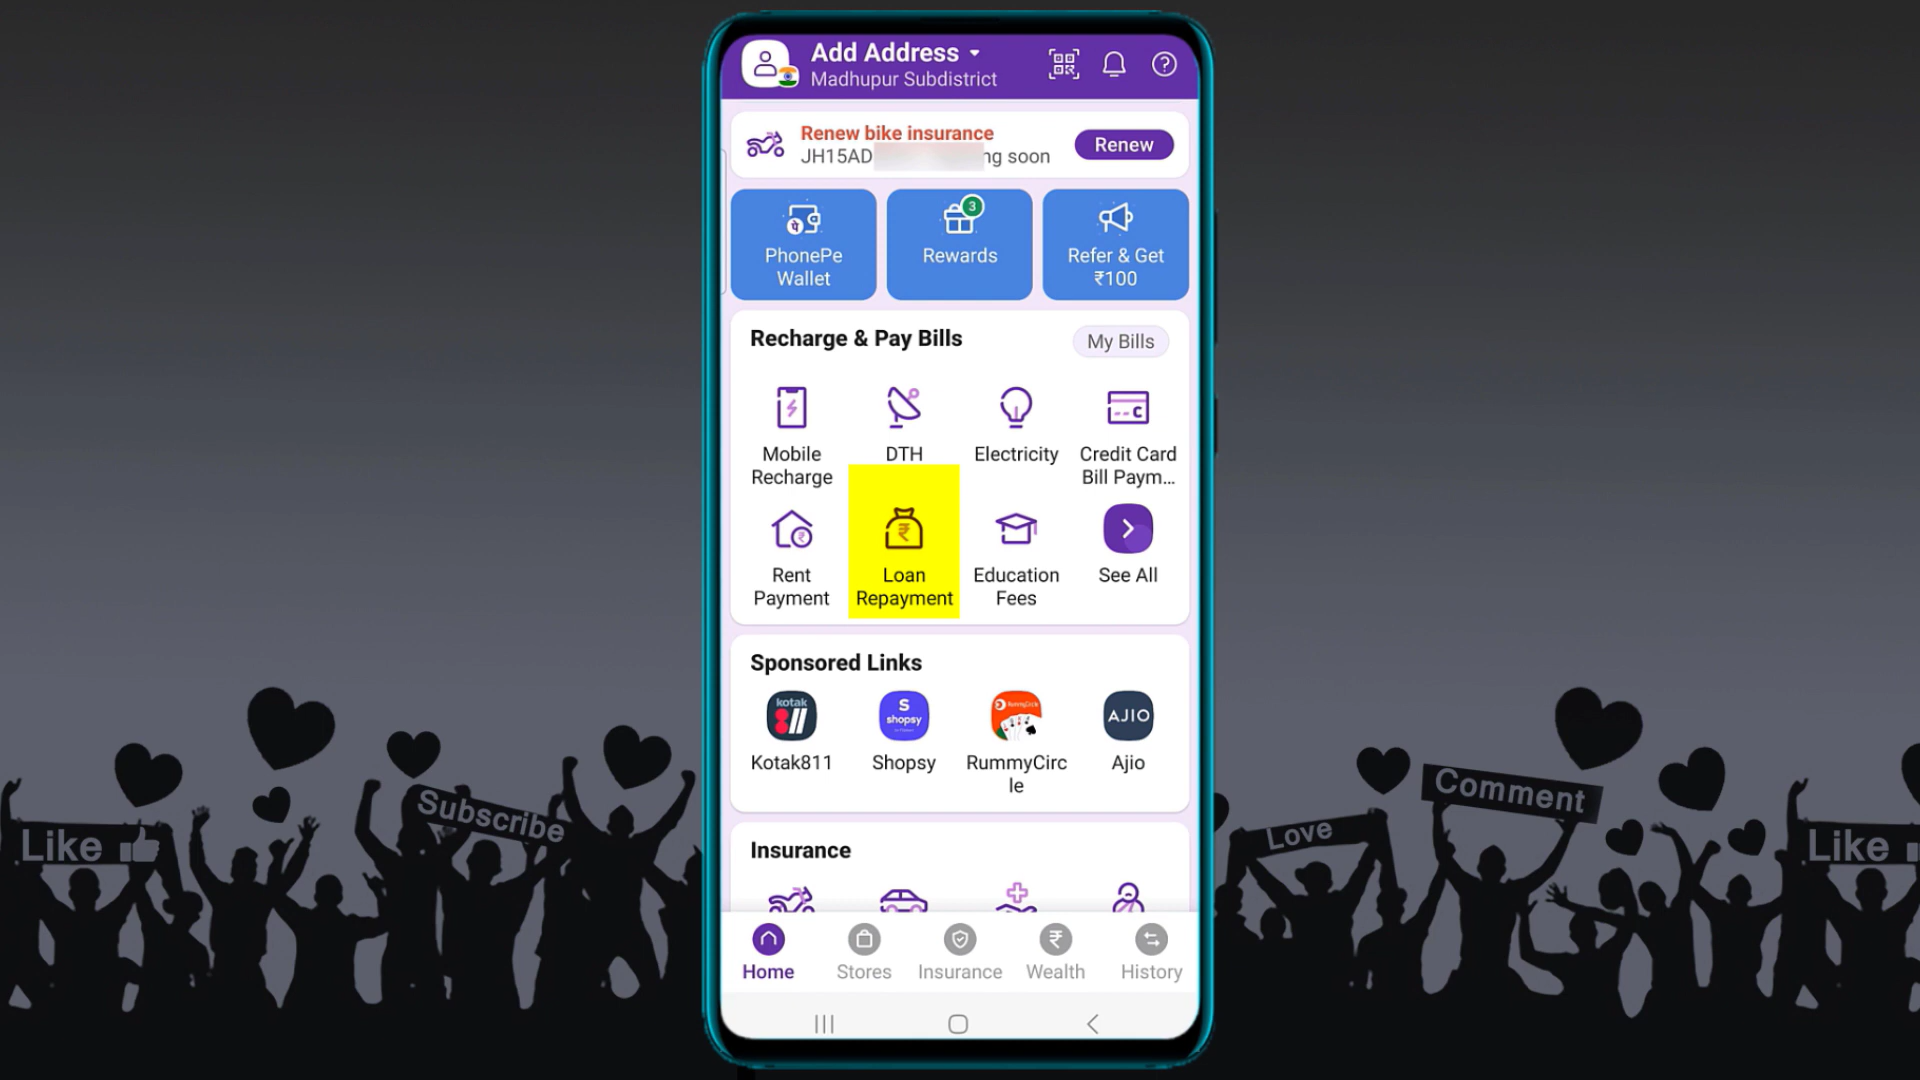 Add Address
Madhupur Subdistrict
Renew bike insurance
JH15AD
ng soon
Renew
PhonePe
Wallet
3
Rewards
Refer & Get
₹100
Recharge & Pay Bills
My Bills
Mobile
Recharge
DTH
Electricity
Credit Card
Bill Paym...
Rent
Payment
Loan
Repayment
Education
Fees
See All
Sponsored Links
kotak
811
S
shopsy
RummyCircle
AJIO
Kotak811
Shopsy
RummyCirc
le
Ajio
Insurance
Home
Stores
Insurance
Wealth
History
Like
Subscribe
Love
Comment
Like